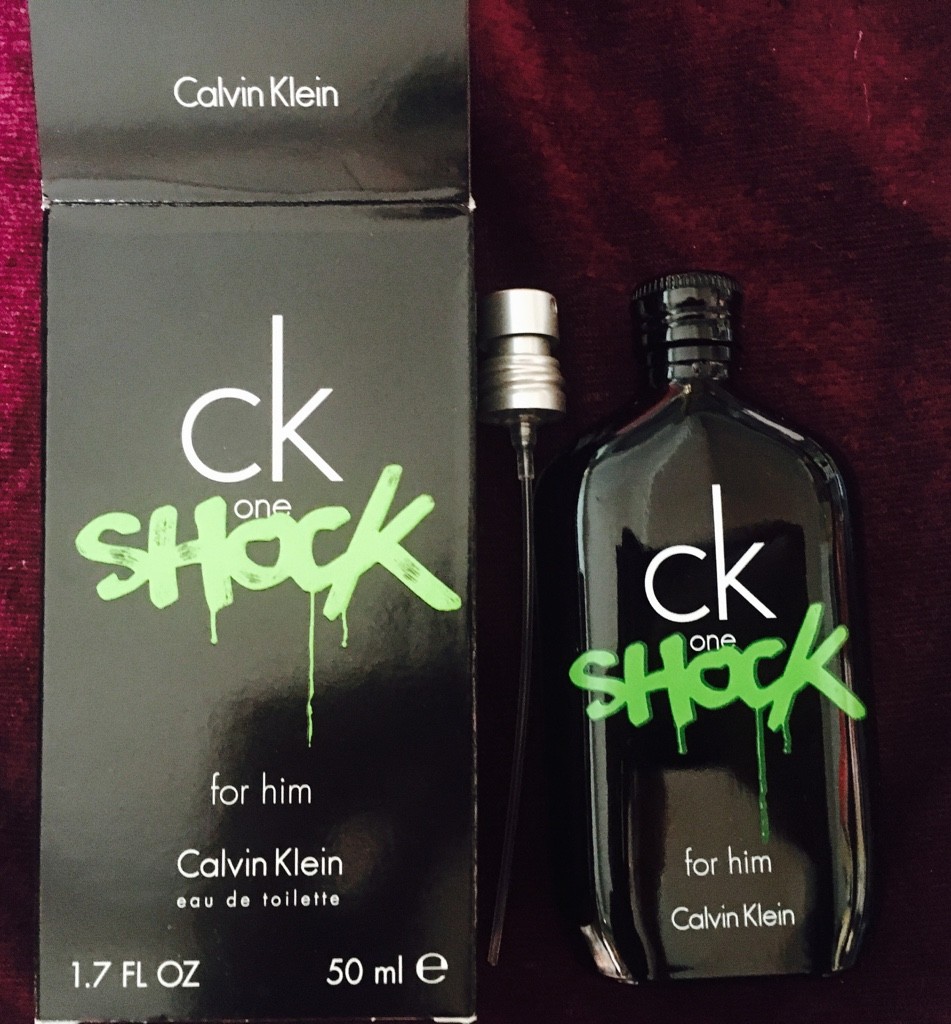 Calvin Klein
ck
one
SHOCK
for him
Calvin Klein
eau de toilette
1.7 FL OZ 50 ml e
ck
one
SHOCK
for him
Calvin Klein